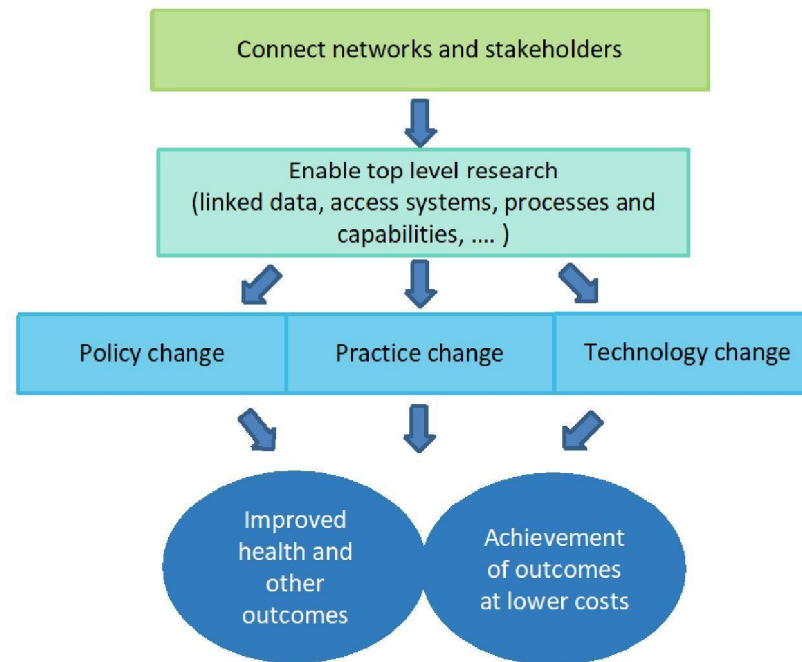 Connect networks and stakeholders
Enable top level research
(linked data, access systems, processes and
capabilities, .... )
Policy change
Practice change
Technology change
Improved
health and
other
outcomes
Achievement
of outcomes
at lower costs